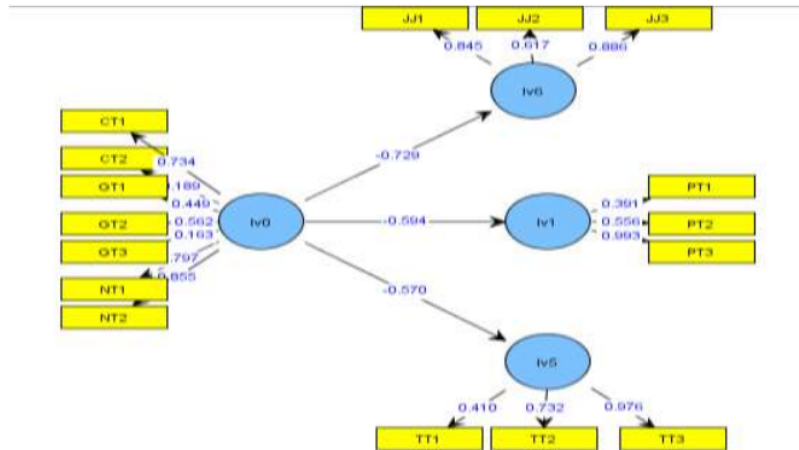 JJ1 JJ2 JJ3
0.845 0.617 0.886
lv6
CT1
CT2 0.734
-0.729
GT1 .189
0.449
GT2 0.562
lv0 -0.594 lv1
0.391 PT1
0.556 PT2
0.993 PT3
GT3 0.163
.797
NT1 0.855
NT2
-0.570
lv5
0.410 0.732 0.976
TT1 TT2 TT3